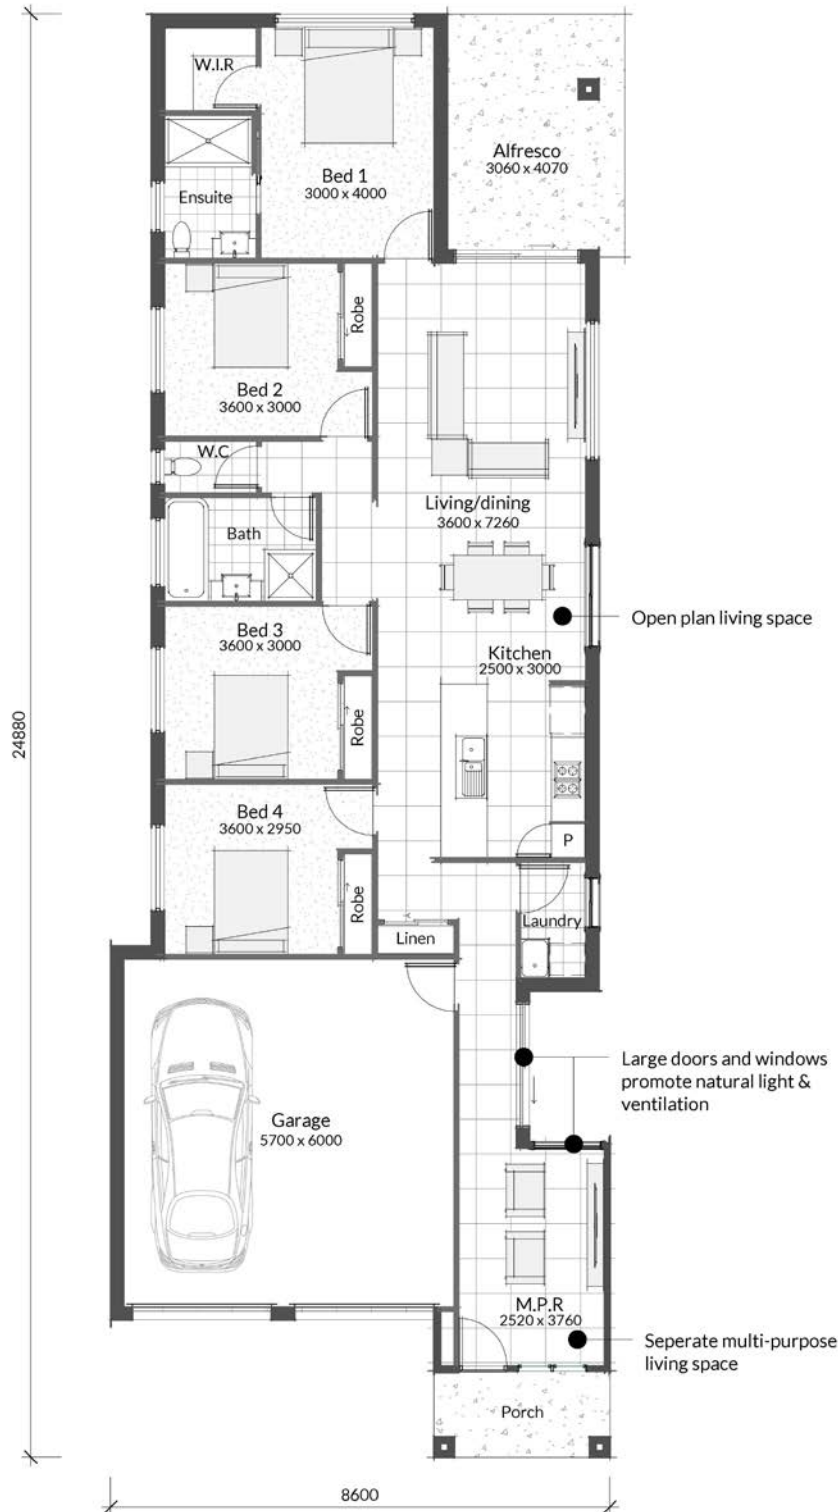 W.I.R
Alfresco
3060 x 4070
Bed 1
3000 x 4000
Ensuite
Robe
Bed 2
3600 x 3000
W.C
Living/dining
3600 x 7260
Bath
Open plan living space
Bed 3
3600 x 3000
Kitchen
2500 x 3000
Robe
24880
Bed 4
3600 x 2950
P
Robe
Laundry
Linen
Large doors and windows
promote natural light &
ventilation
Garage
5700 x 6000
M.P.R
2520 x 3760
Seperate multi-purpose
living space
Porch
8600